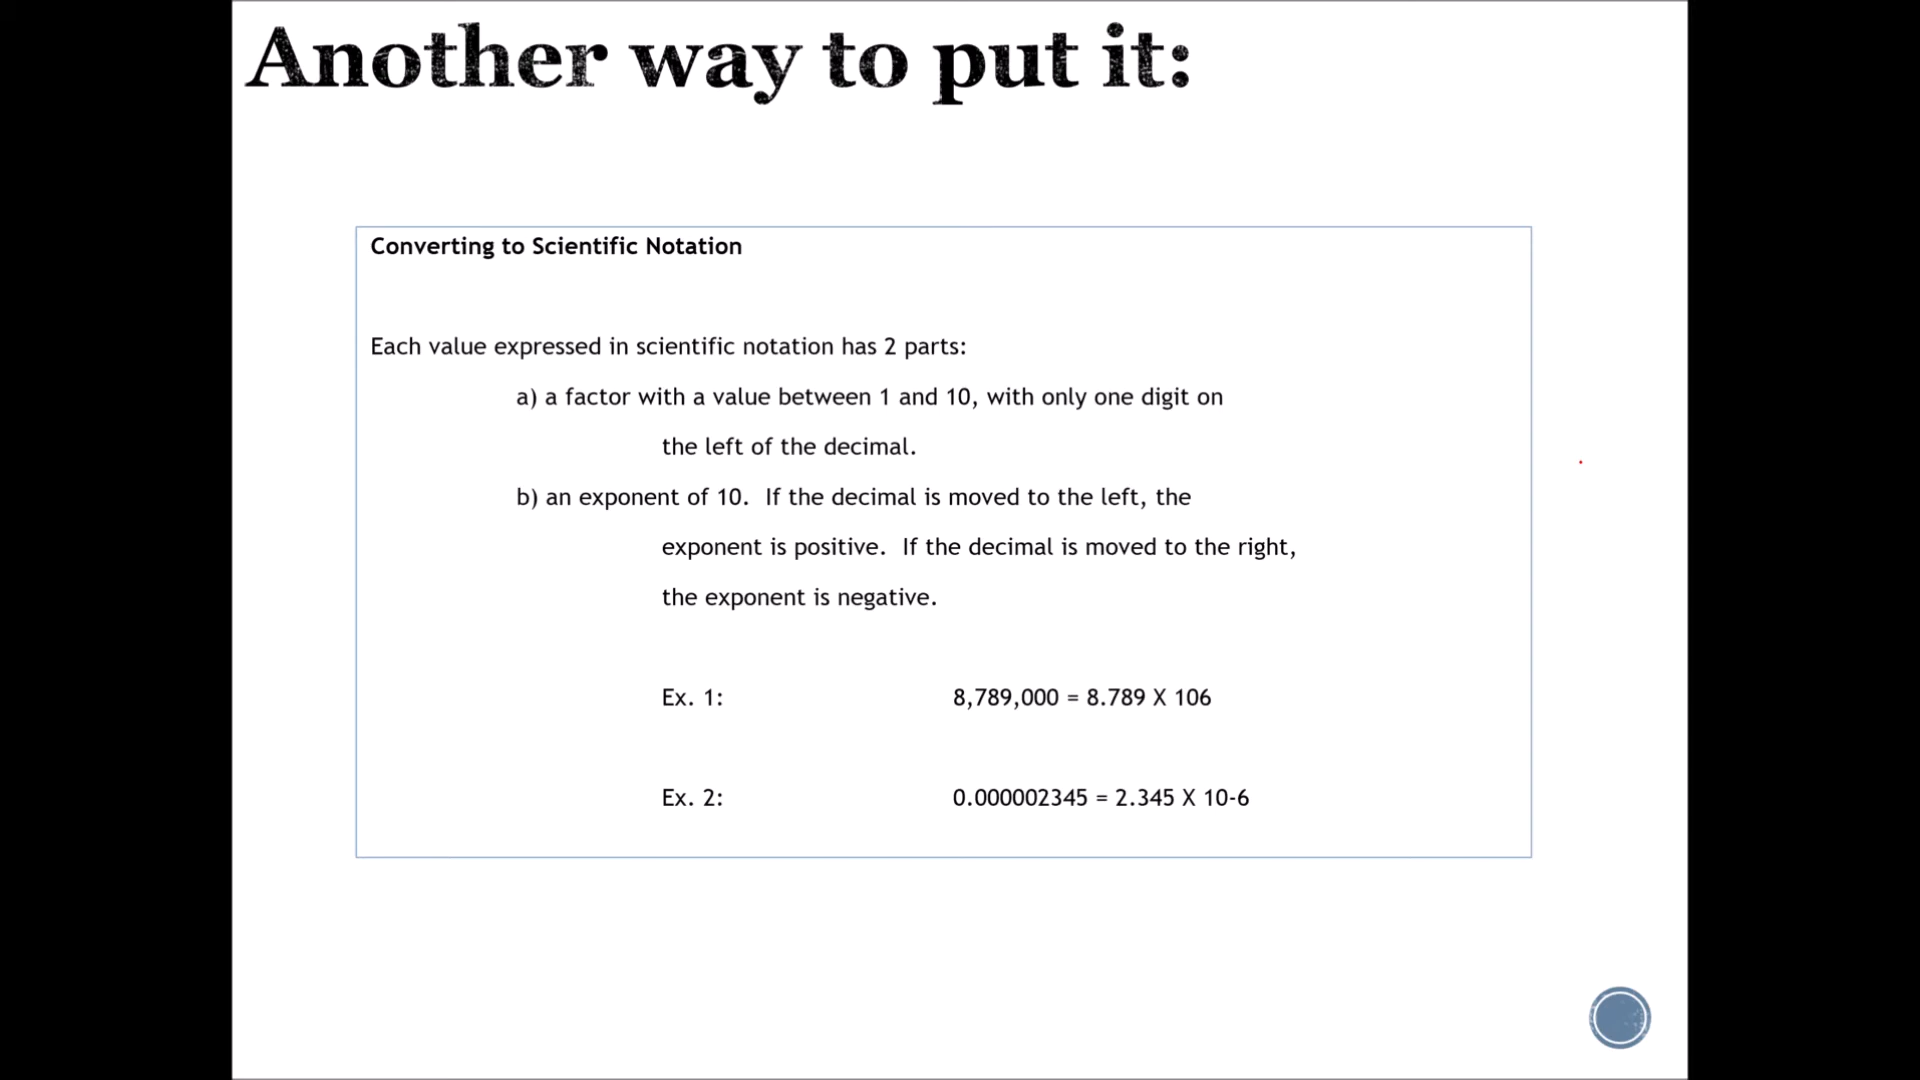 Another way to put it:
Converting to Scientific Notation
Each value expressed in scientific notation has 2 parts:
a) a factor with a value between 1 and 10, with only one digit on
the left of the decimal.
b) an exponent of 10.  If the decimal is moved to the left, the
exponent is positive.  If the decimal is moved to the right,
the exponent is negative.
Ex. 1: 8,789,000 = 8.789 X 106
Ex. 2: 0.000002345 = 2.345 X 10-6